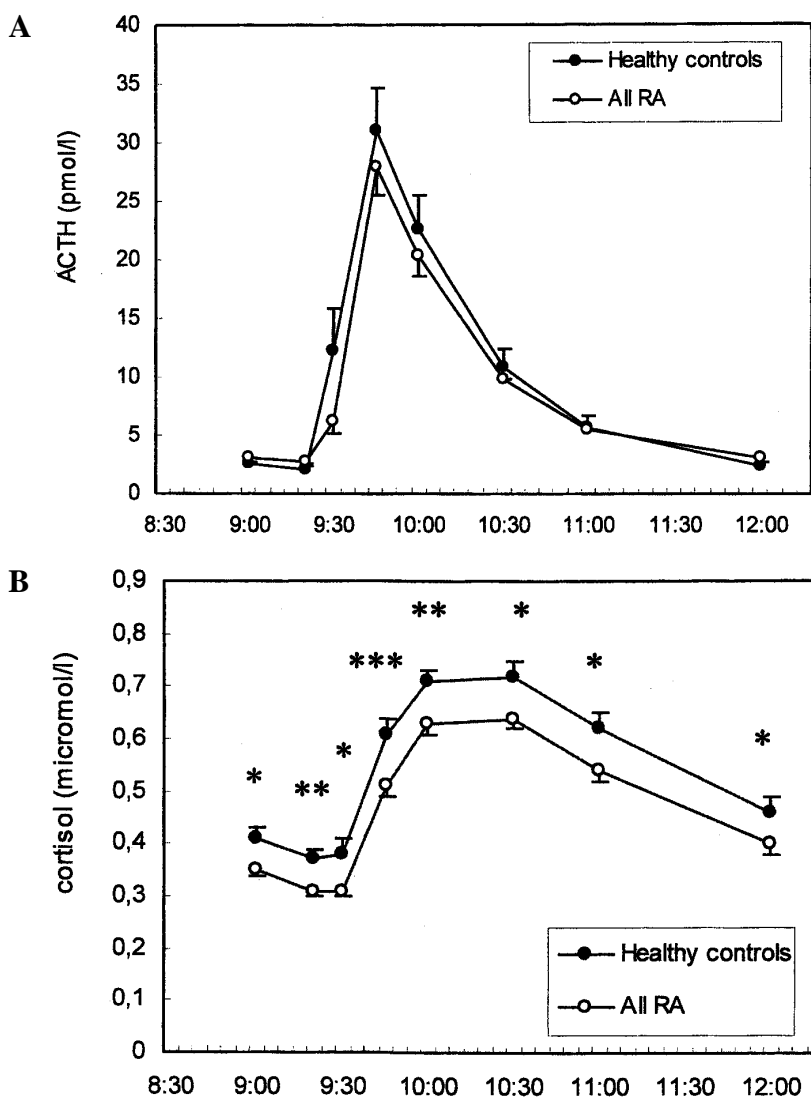 A
40
35
30
25
20
15
10
5
0
ACTH (pmol/l)
Healthy controls
All RA
8:30 9:00 9:30 10:00 10:30 11:00 11:30 12:00
B
0,9
0,8
0,7
0,6
0,5
0,4
0,3
0,2
0,1
0
cortisol (micromol/l)
* ** * *** ** * * *
Healthy controls
All RA
8:30 9:00 9:30 10:00 10:30 11:00 11:30 12:00